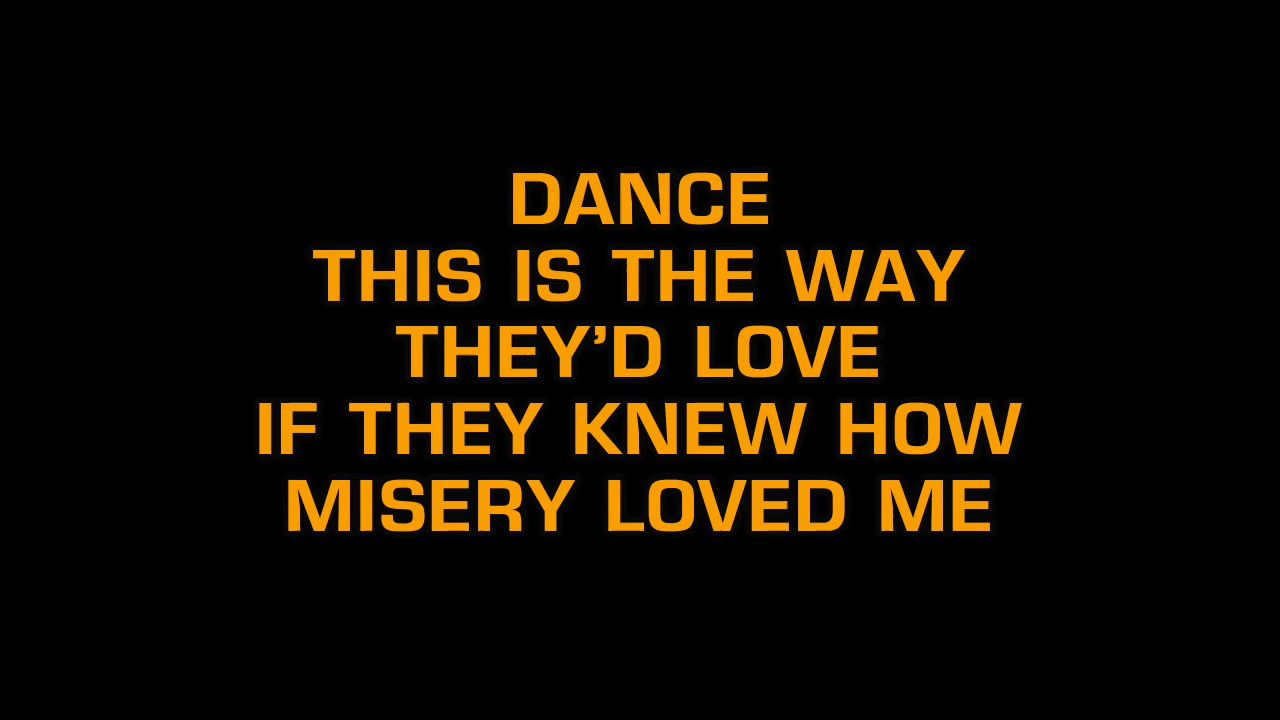 DANCE
THIS IS THE WAY
THEY’D LOVE
IF THEY KNEW HOW
MISERY LOVED ME